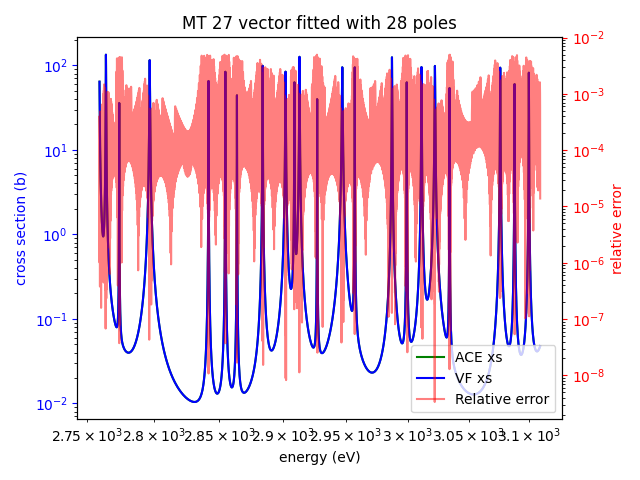 MT 27 vector fitted with 28 poles
10²
10¹
10⁰
10⁻¹
10⁻²
cross section (b)
10⁻²
10⁻³
10⁻⁴
10⁻⁵
10⁻⁶
10⁻⁷
10⁻⁸
relative error
ACE xs
VF xs
Relative error
2.75 × 10³ 2.8 × 10³ 2.85 × 10³ 2.9 × 10³ 2.95 × 10³ 3 × 10³ 3.05 × 10³ 3.1 × 10³
energy (eV)